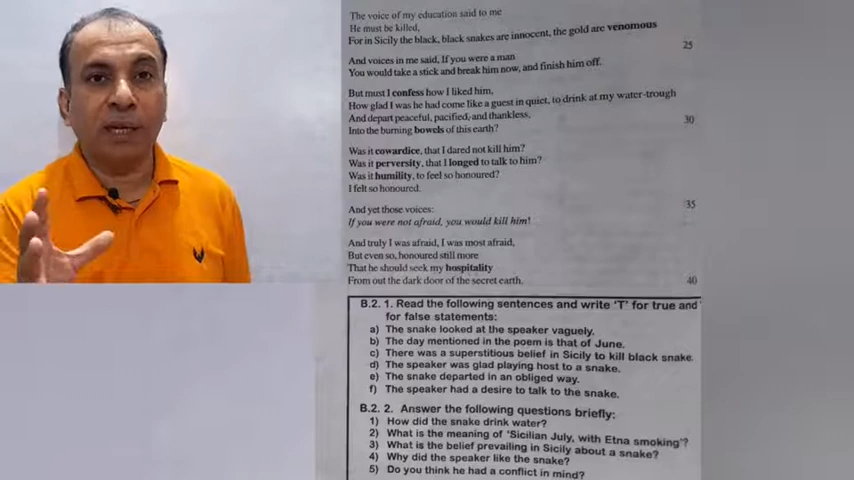 The voice of my education said to me
He must be killed,
For in Sicily the black, black snakes are innocent, the gold are venomous
25
And voices in me said, If you were a man
You would take a stick and break him now, and finish him off.
But must I confess how I liked him,
How glad I was he had come like a guest in quiet, to drink at my water-trough
And depart peaceful, pacified, and thankless,
30
Into the burning bowels of this earth?
Was it cowardice, that I dared not kill him?
Was it perversity, that I longed to talk to him?
Was it humility, to feel so honoured?
I felt so honoured.
35
And yet those voices:
If you were not afraid, you would kill him!
And truly I was afraid, I was most afraid,
But even so, honoured still more
That he should seek my hospitality
From out the dark door of the secret earth.
40
B.2. 1. Read the following sentences and write 'T' for true and
for false statements:
a) The snake looked at the speaker vaguely.
b) The day mentioned in the poem is that of June.
c) There was a superstitious belief in Sicily to kill black snake.
d) The speaker was glad playing host to a snake.
e) The snake departed in an obliged way.
f) The speaker had a desire to talk to the snake.
B.2. 2. Answer the following questions briefly:
1) How did the snake drink water?
2) What is the meaning of 'Sicilian July, with Etna smoking'?
3) What is the belief prevailing in Sicily about a snake?
4) Why did the speaker like the snake?
5) Do you think he had a conflict in mind?